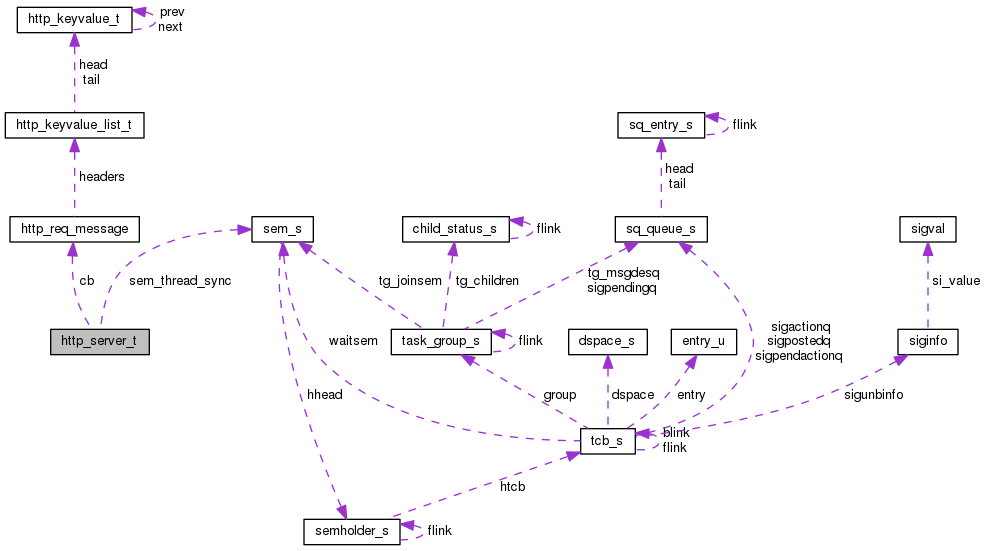 http_keyvalue_t
prev
next
head
tail
http_keyvalue_list_t
sq_entry_s
flink
headers
head
tail
http_req_message
sem_s
child_status_s
flink
sq_queue_s
sigval
cb
sem_thread_sync
tg_joinsem
tg_children
tg_msgdesq
sigpendingq
si_value
http_server_t
waitsem
task_group_s
flink
dspace_s
entry_u
sigactionq
sigpostedq
sigpendactionq
siginfo
hhead
group
dspace
entry
sigunbinfo
tcb_s
blink
flink
htcb
semholder_s
flink